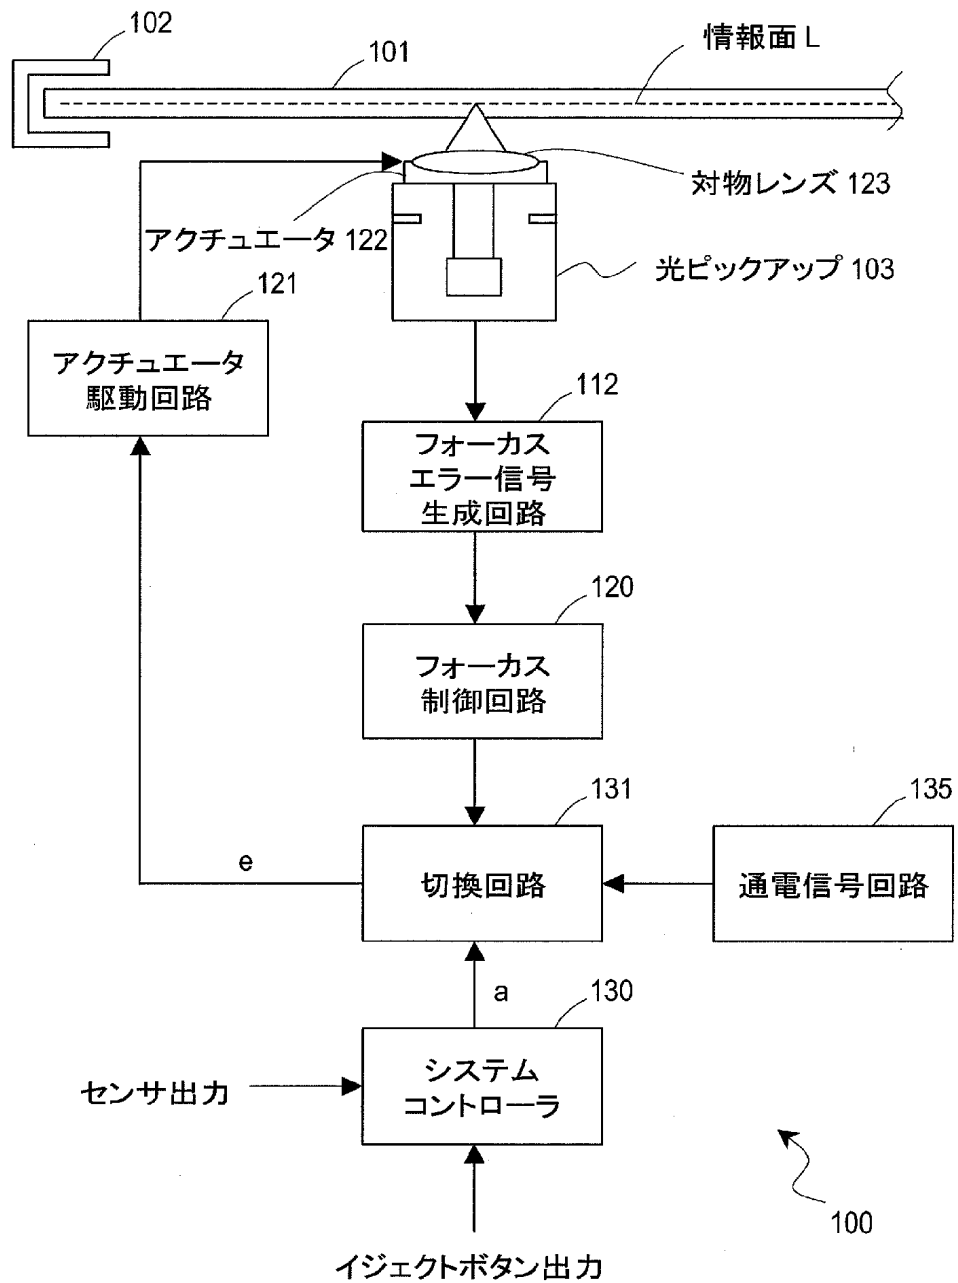 102
101
情報面 L
対物レンズ 123
アクチュエータ 122
光ピックアップ 103
121
アクチュエータ
駆動回路
112
フォーカス
エラー信号
生成回路
120
フォーカス
制御回路
131
135
e
切換回路
通電信号回路
a
130
システム
コントローラ
センサ出力
100
イジェクトボタン出力